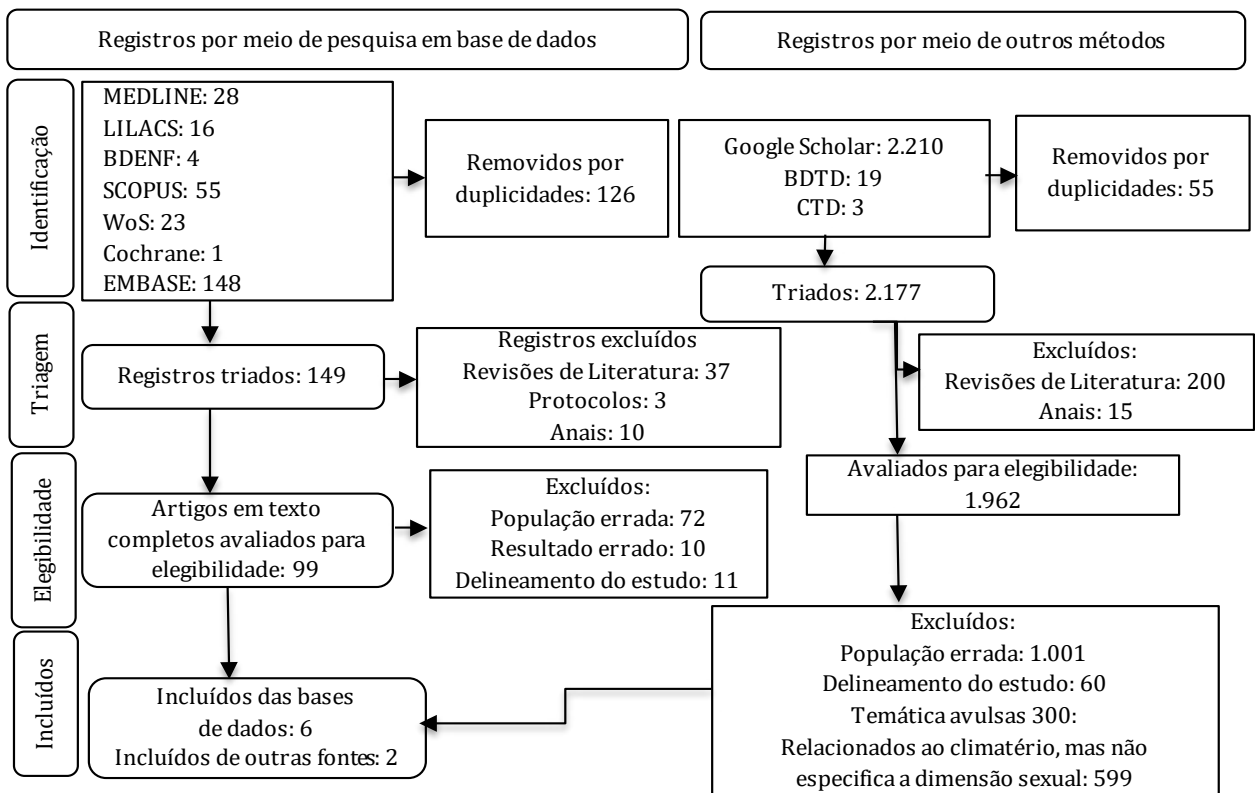 Registros por meio de pesquisa em base de dados
Registros por meio de outros métodos
Identificação
MEDLINE: 28
LILACS: 16
BDENF: 4
SCOPUS: 55
WoS: 23
Cochrane: 1
EMBASE: 148
Removidos por
duplicidades: 126
Google Scholar: 2.210
BDTD: 19
CTD: 3
Removidos por
duplicidades: 55
Triados: 2.177
Triagem
Registros triados: 149
Registros excluídos
Revisões de Literatura: 37
Protocolos: 3
Anais: 10
Excluídos:
Revisões de Literatura: 200
Anais: 15
Elegibilidade
Artigos em texto
completos avaliados para
elegibilidade: 99
Excluídos:
População errada: 72
Resultado errado: 10
Delineamento do estudo: 11
Avaliados para elegibilidade:
1.962
Incluídos
Incluídos das bases
de dados: 6
Incluídos de outras fontes: 2
Excluídos:
População errada: 1.001
Delineamento do estudo: 60
Temática avulsas 300:
Relacionados ao climatério, mas não
especifica a dimensão sexual: 599